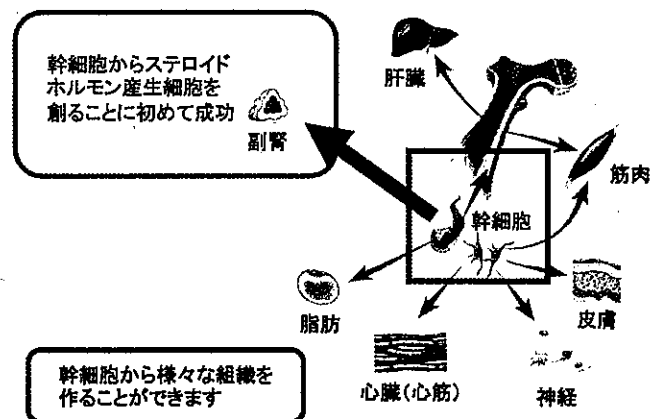 幹細胞からステロイド
ホルモン産生細胞を
創ることに初めて成功
副腎
肝臓
筋肉
幹細胞
脂肪
皮膚
心臓(心筋)
神経
幹細胞から様々な組織を
作ることができます